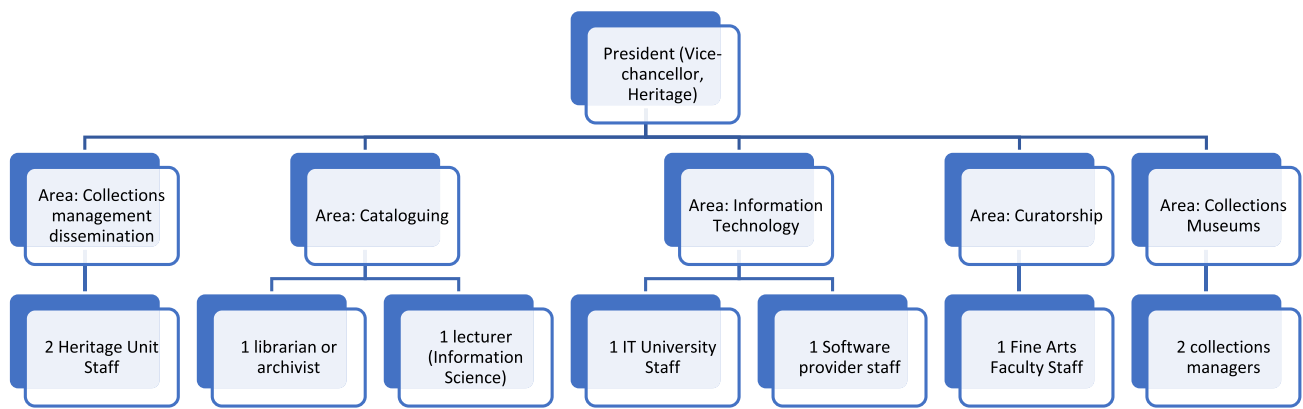 President (Vice-
chancellor,
Heritage)
Area: Collections
management
dissemination
Area: Cataloguing
Area: Information
Technology
Area: Curatorship
Area: Collections
Museums
2 Heritage Unit
Staff
1 librarian or
archivist
1 lecturer
(Information
Science)
1 IT University
Staff
1 Software
provider staff
1 Fine Arts
Faculty Staff
2 collections
managers